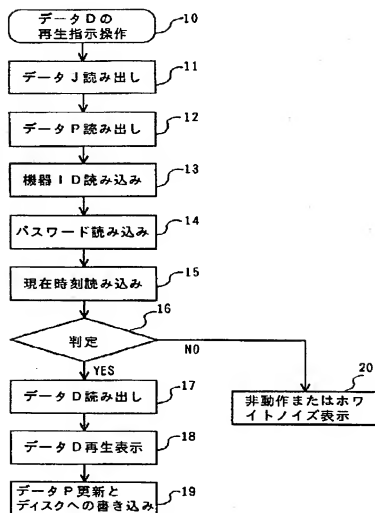 データDの
再生指示操作
10
データJ読み出し
11
データP読み出し
12
機器ID読み込み
13
パスワード読み込み
14
現在時刻読み込み
15
判定
16
NO
YES
データD読み出し
17
非動作またはホワ
イトノイズ表示
20
データD再生表示
18
データP更新と
ディスクへの書き込み
19